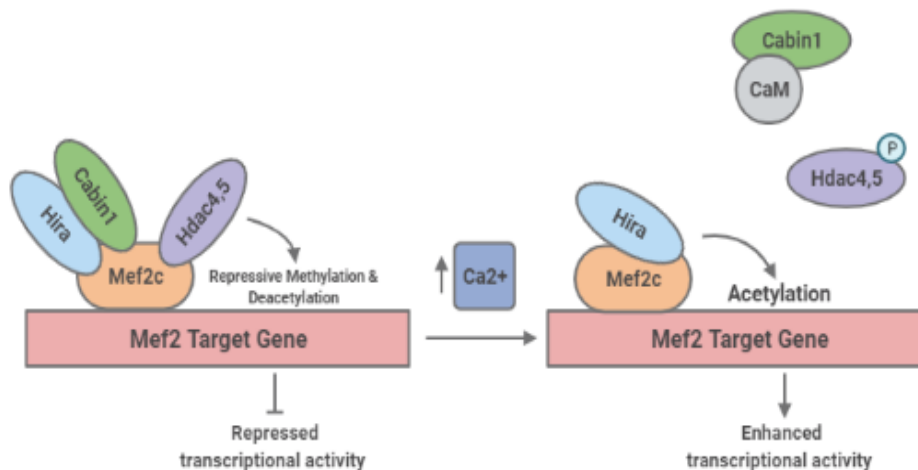 Cabin1
CaM
P
Hdac4,5
Hira
Cabin1
Hdac4,5
Mef2c
Repressive Methylation &
Deacetylation
Ca2+
Hira
Mef2c
Acetylation
Mef2 Target Gene
Mef2 Target Gene
Repressed
transcriptional activity
Enhanced
transcriptional activity